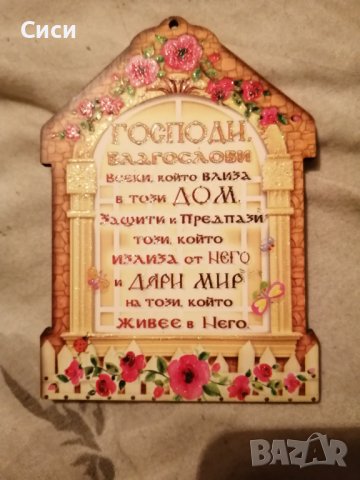 Сиси
ГОСПОДИ,
БЛАГОСЛОВИ
ВСЕКИ, КОЙТО ВЛИЗА
В ТОЗИ ДОМ,
ЗАЩИТИ И ПРЕДПАЗИ
ТОЗИ, КОЙТО
ИЗЛИЗА ОТ НЕГО
И ДАРИ МИР
НА ТОЗИ, КОЙТО
ЖИВЕЕ В НЕГО.
BAZAR